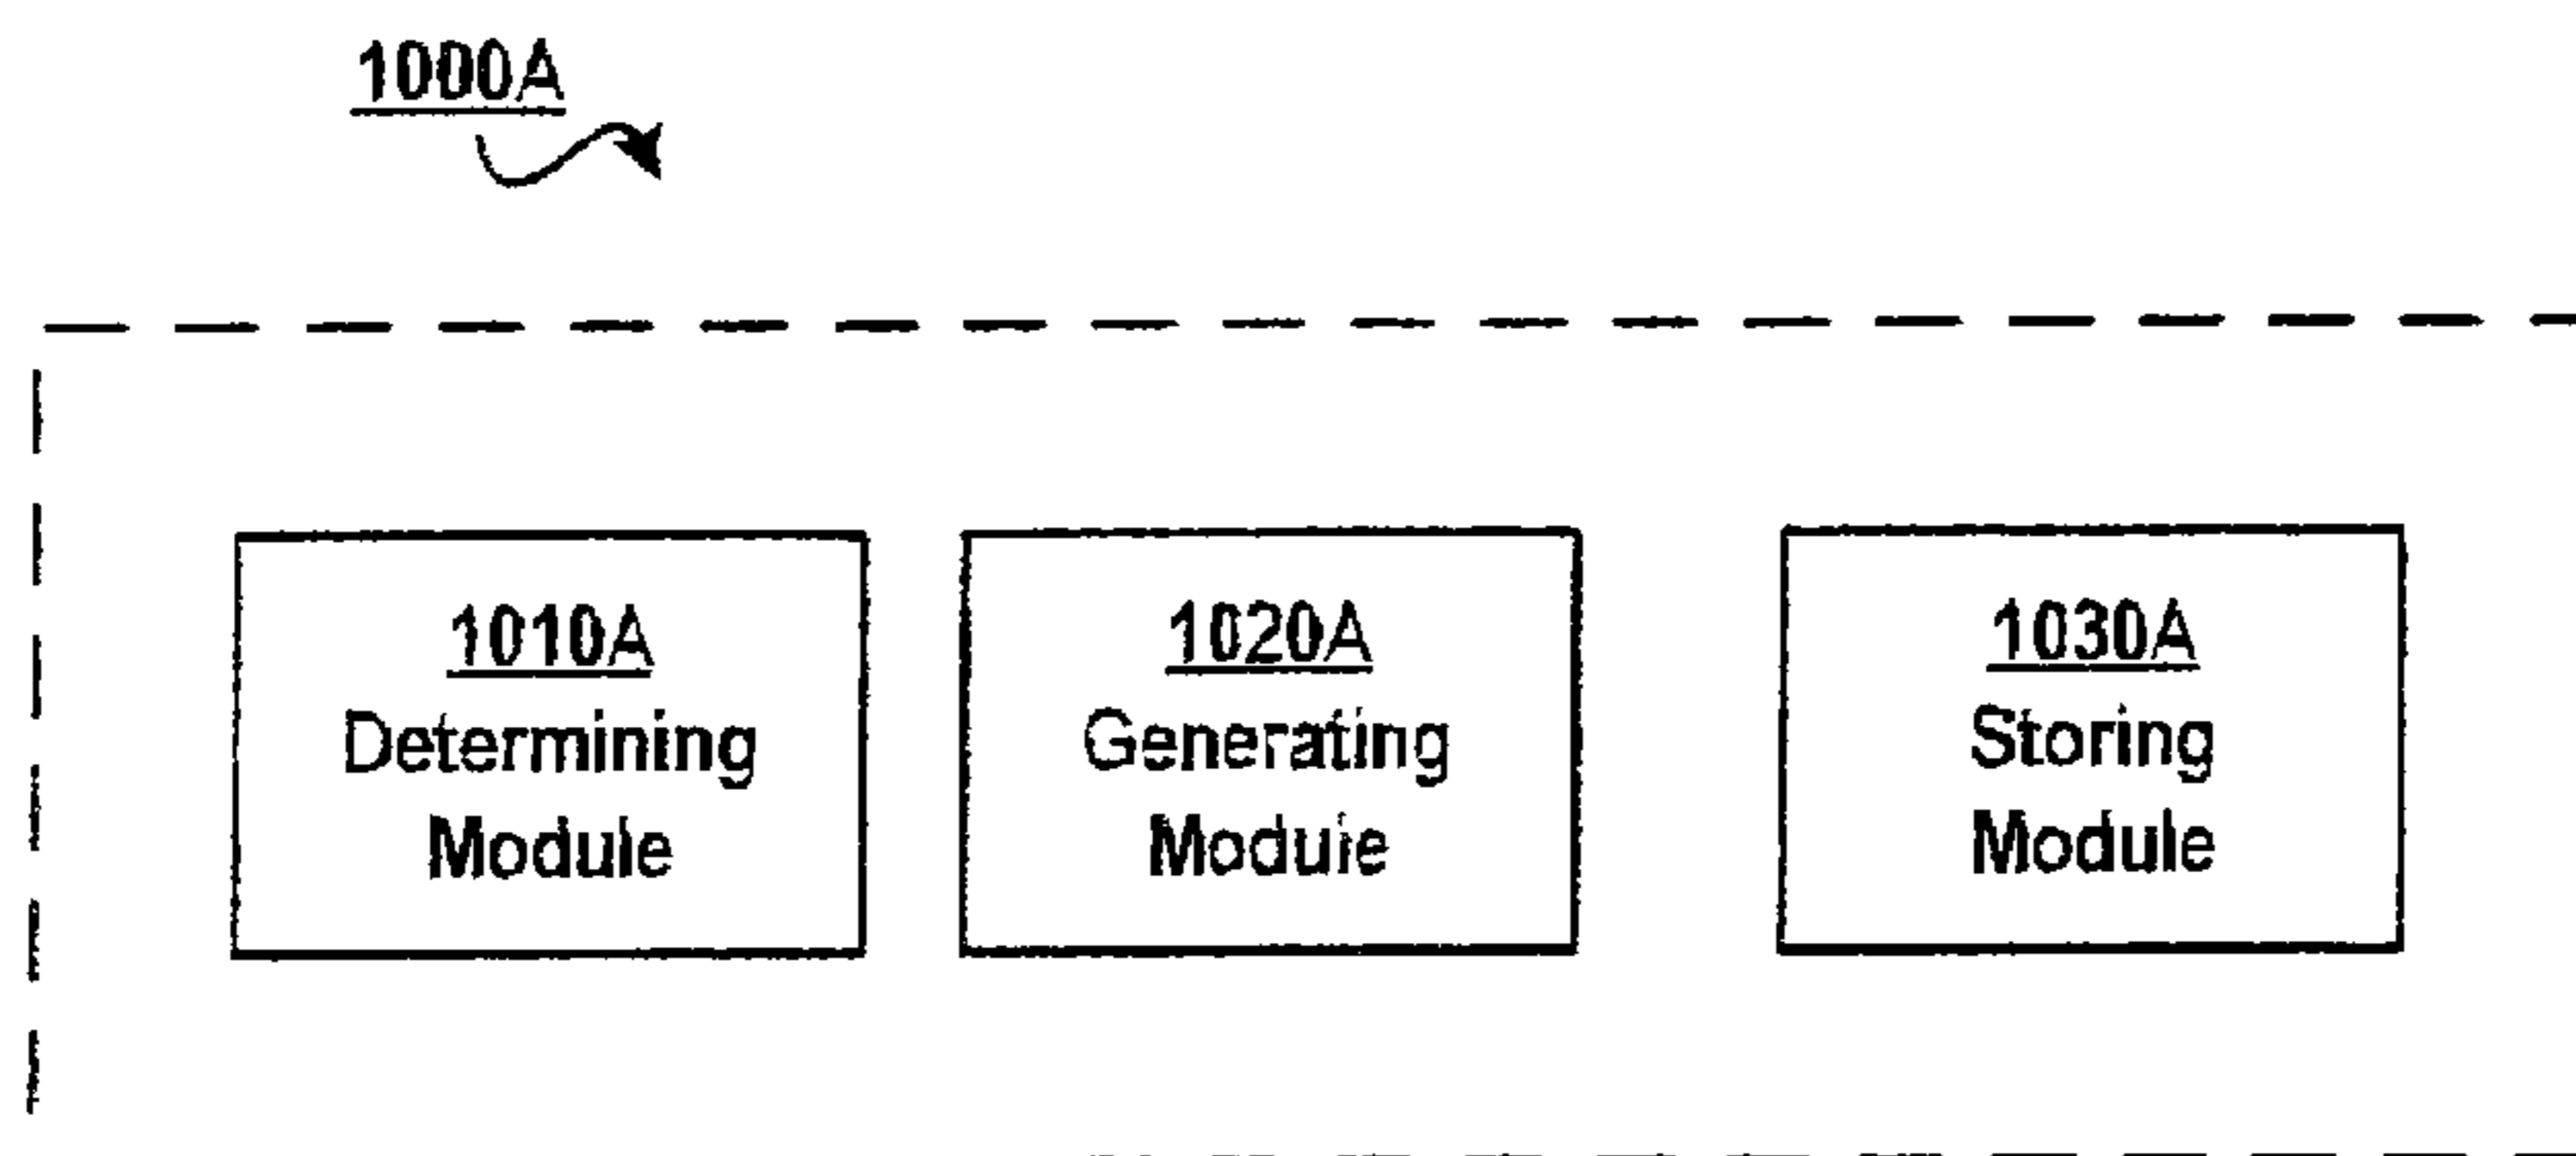 1000A
1010A
Determining
Module
1020A
Generating
Module
1030A
Storing
Module